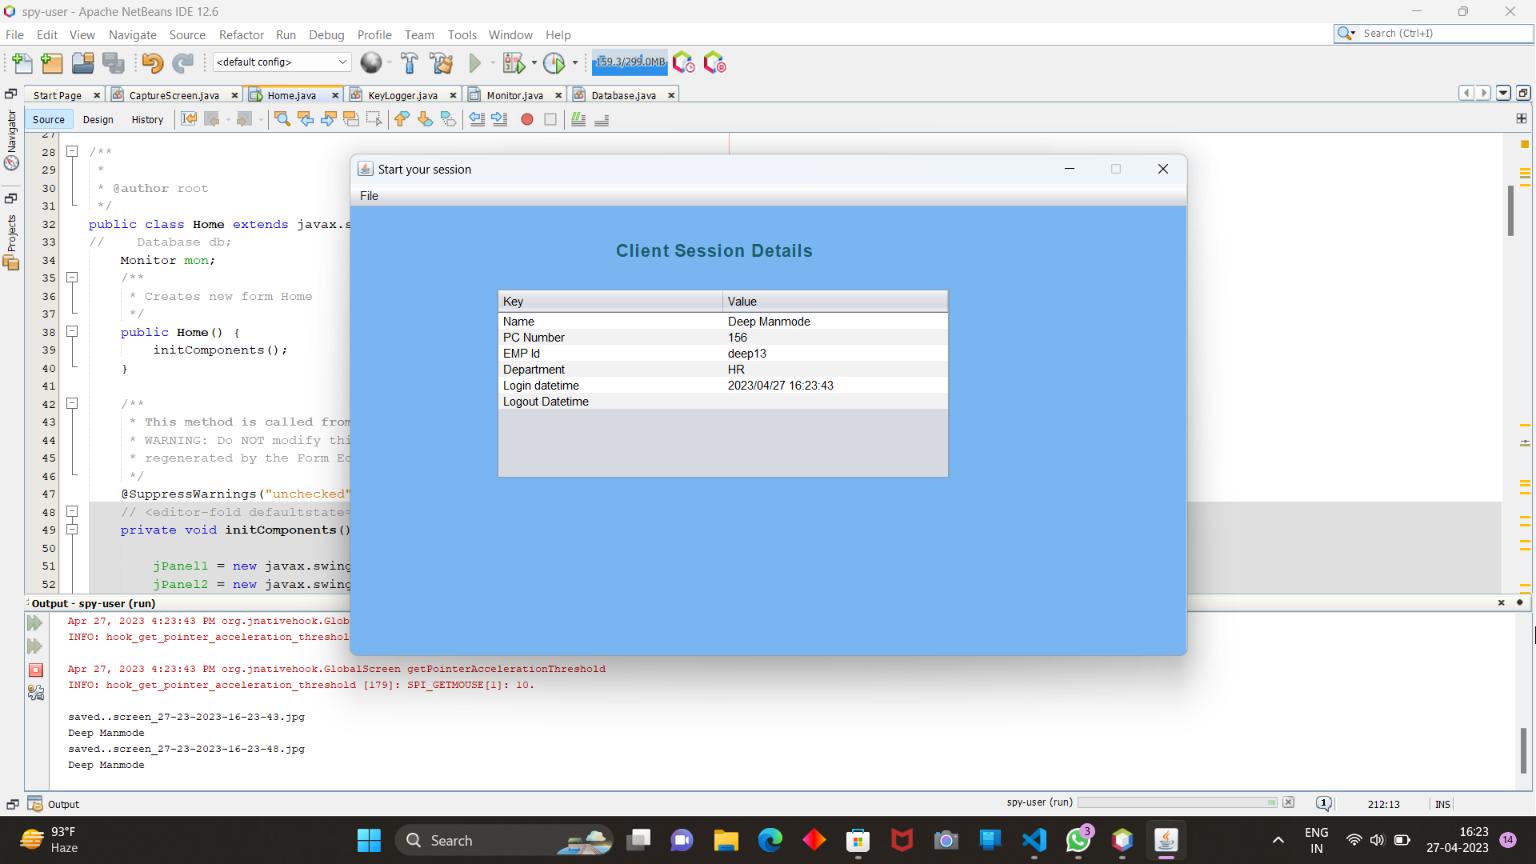 spy-user - Apache NetBeans IDE 12.6
File Edit View Navigate Source Refactor Run Debug Profile Team Tools Window Help
Search (Ctrl+I)
<default config>
159.3/299.0MB
Start Page CaptureScreen.java Home.java KeyLogger.java Monitor.java Database.java
Source Design History
Navigator
Projects
27
28 /**
29 *
30 * @author root
31 */
32 public class Home extends javax.s
33 // Database db;
34 Monitor mon;
35 /**
36 * Creates new form Home
37 */
38 public Home() {
39 initComponents();
40 }
41
42 /**
43 * This method is called from
44 * WARNING: Do NOT modify thi
45 * regenerated by the Form Ed
46 */
47 @SuppressWarnings("unchecked"
48 // <editor-fold defaultstate=
49 private void initComponents()
50
51 jPanel1 = new javax.swing
52 jPanel2 = new javax.swing
Start your session
File
Client Session Details
Key Value
Name Deep Manmode
PC Number 156
EMP Id deep13
Department HR
Login datetime 2023/04/27 16:23:43
Logout Datetime
Output - spy-user (run)
Apr 27, 2023 4:23:43 PM org.jnativehook.Glob
INFO: hook_get_pointer_acceleration_threshol
Apr 27, 2023 4:23:43 PM org.jnativehook.GlobalScreen getPointerAccelerationThreshold
INFO: hook_get_pointer_acceleration_threshold [179]: SPI_GETMOUSE[1]: 10.
saved..screen_27-23-2023-16-23-43.jpg
Deep Manmode
saved..screen_27-23-2023-16-23-48.jpg
Deep Manmode
Output
spy-user (run)
1
212:13
INS
93°F
Haze
Search
3
ENG
IN
16:23
27-04-2023
14